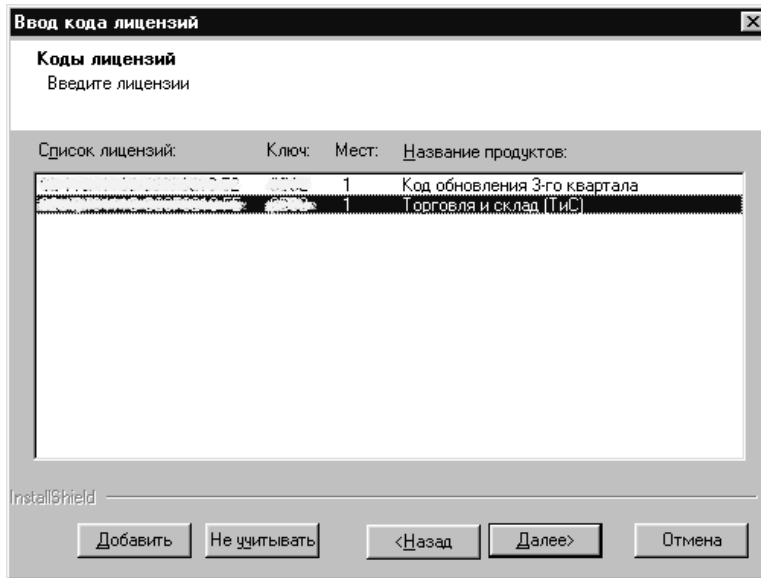 Ввод кода лицензий
Коды лицензий
Введите лицензии
Список лицензий: Ключ: Мест: Название продуктов:
1 Код обновления 3-го квартала
1 Торговля и склад (ТиС)
InstallShield
Добавить Не учитывать <Назад Далее> Отмена